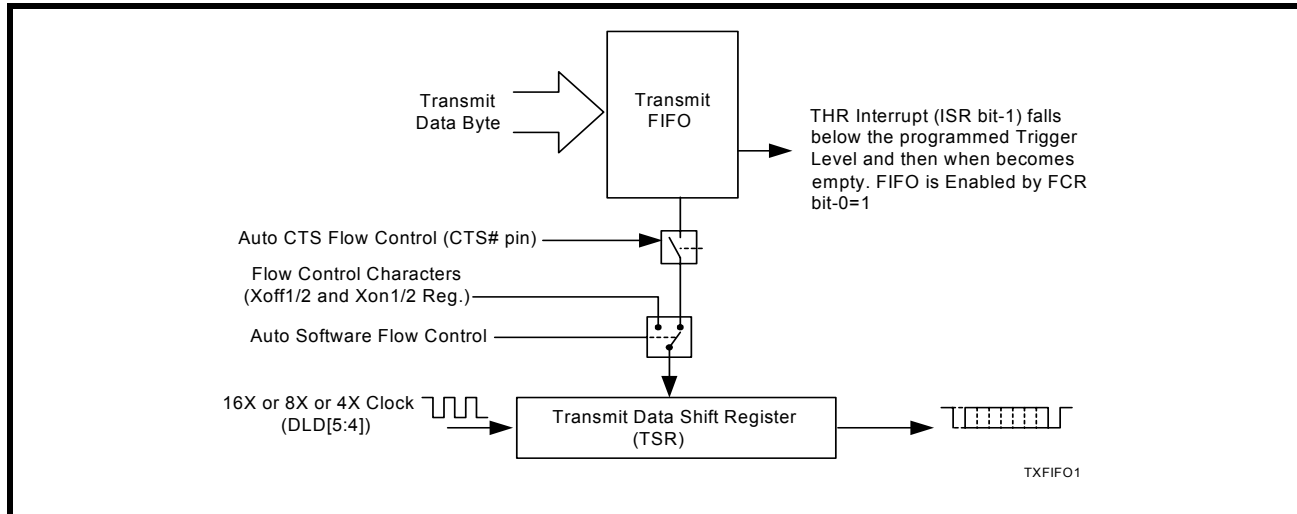 Transmit
Data Byte
Transmit
FIFO
THR Interrupt (ISR bit-1) falls
below the programmed Trigger
Level and then when becomes
empty. FIFO is Enabled by FCR
bit-0=1
Auto CTS Flow Control (CTS# pin)
Flow Control Characters
(Xoff1/2 and Xon1/2 Reg.)
Auto Software Flow Control
16X or 8X or 4X Clock
(DLD[5:4])
Transmit Data Shift Register
(TSR)
TXFIFO1